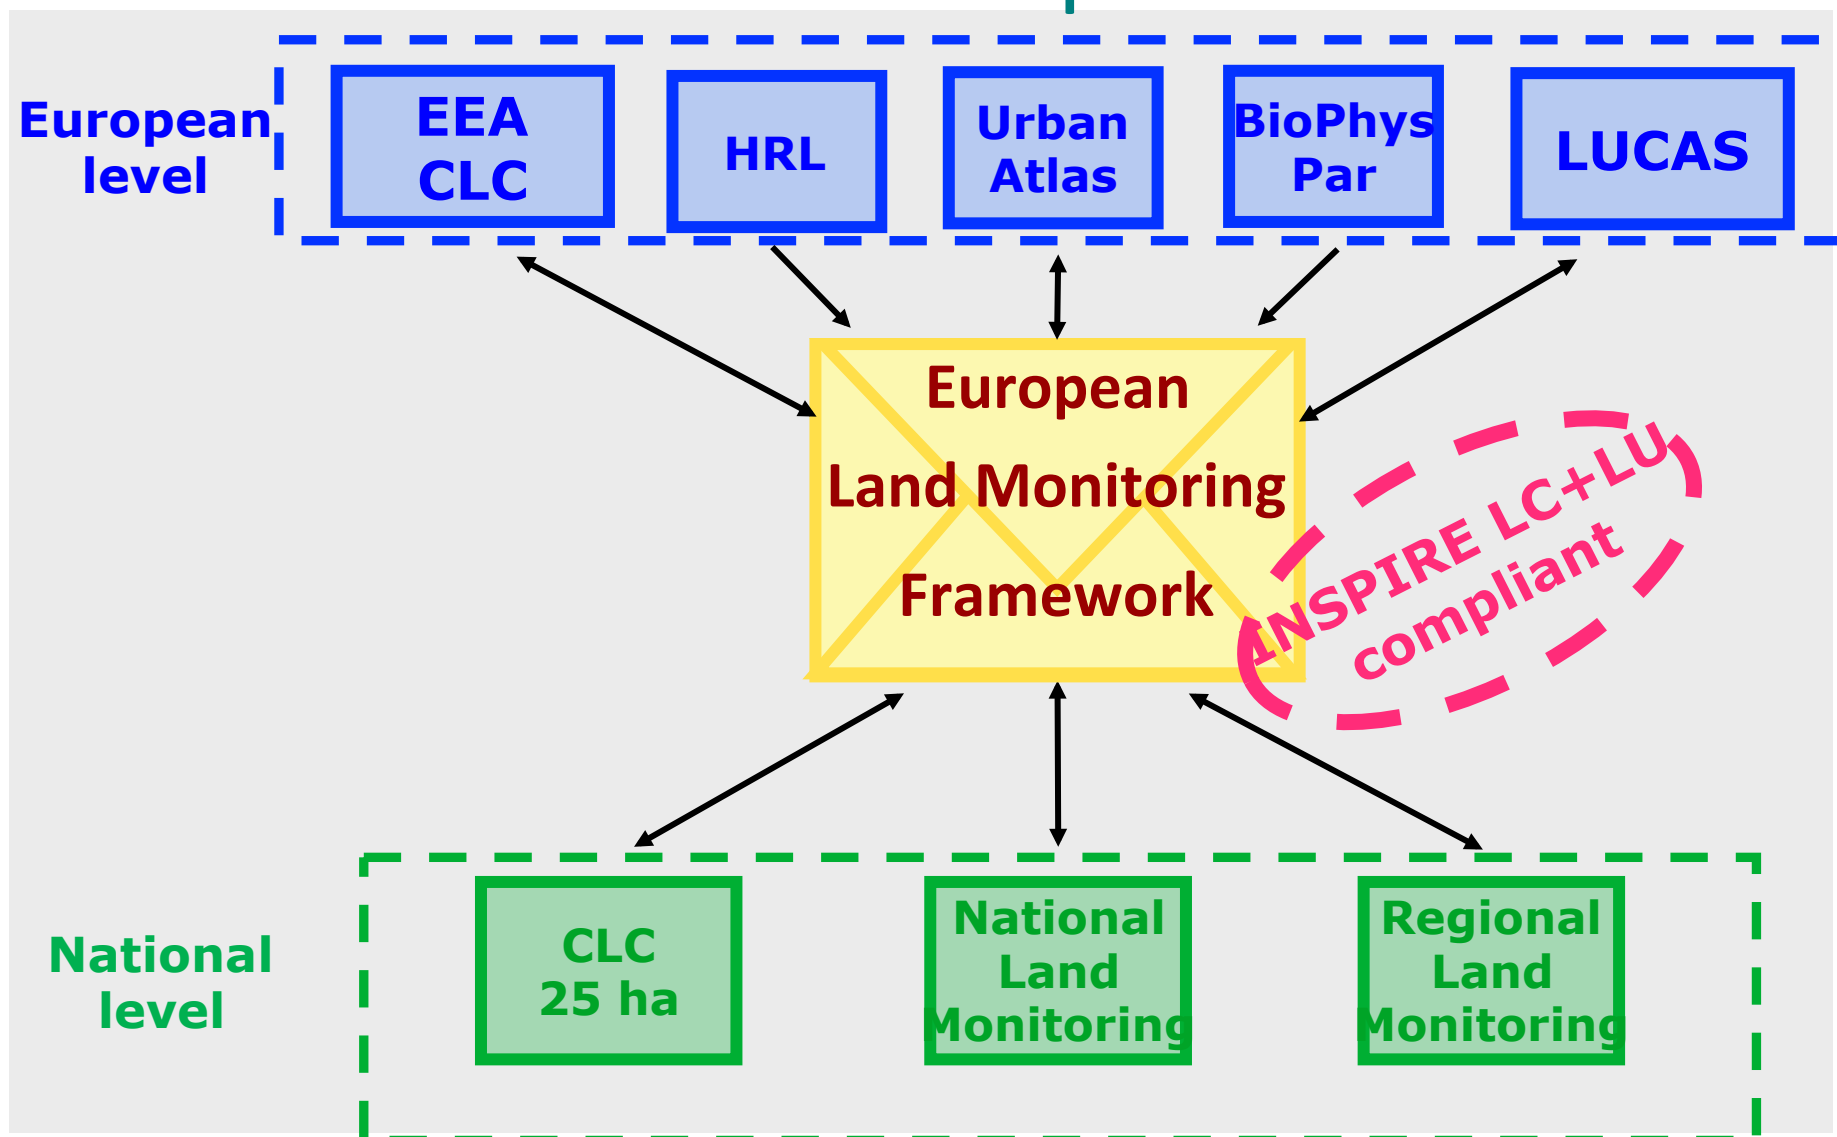 European
level
EEA
CLC
HRL
Urban
Atlas
BioPhys
Par
LUCAS
European
Land Monitoring
Framework
INSPIRE LC+LU
compliant
National
level
CLC
25 ha
National
Land
Monitoring
Regional
Land
Monitoring